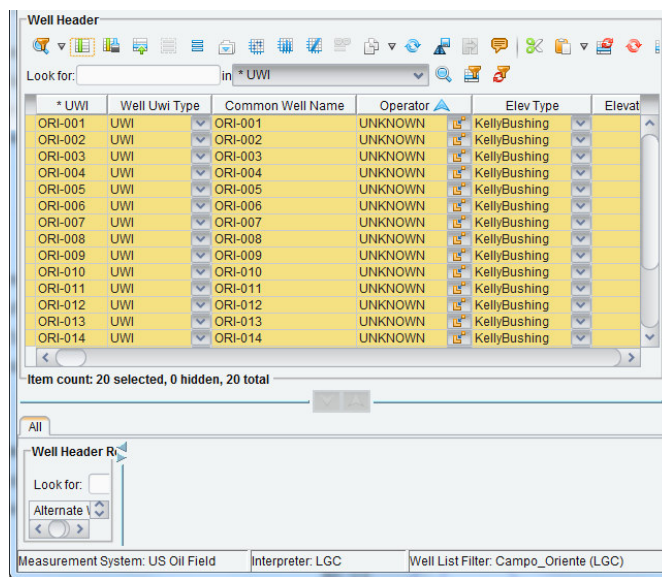 Well Header
Look for: in * UWI
* UWI Well Uwi Type Common Well Name Operator Elev Type Elevat
ORI-001 UWI ORI-001 UNKNOWN KellyBushing
ORI-002 UWI ORI-002 UNKNOWN KellyBushing
ORI-003 UWI ORI-003 UNKNOWN KellyBushing
ORI-004 UWI ORI-004 UNKNOWN KellyBushing
ORI-005 UWI ORI-005 UNKNOWN KellyBushing
ORI-006 UWI ORI-006 UNKNOWN KellyBushing
ORI-007 UWI ORI-007 UNKNOWN KellyBushing
ORI-008 UWI ORI-008 UNKNOWN KellyBushing
ORI-009 UWI ORI-009 UNKNOWN KellyBushing
ORI-010 UWI ORI-010 UNKNOWN KellyBushing
ORI-011 UWI ORI-011 UNKNOWN KellyBushing
ORI-012 UWI ORI-012 UNKNOWN KellyBushing
ORI-013 UWI ORI-013 UNKNOWN KellyBushing
ORI-014 UWI ORI-014 UNKNOWN KellyBushing
Item count: 20 selected, 0 hidden, 20 total
All
Well Header
Look for:
Alternate
Measurement System: US Oil Field Interpreter: LGC Well List Filter: Campo_Oriente (LGC)